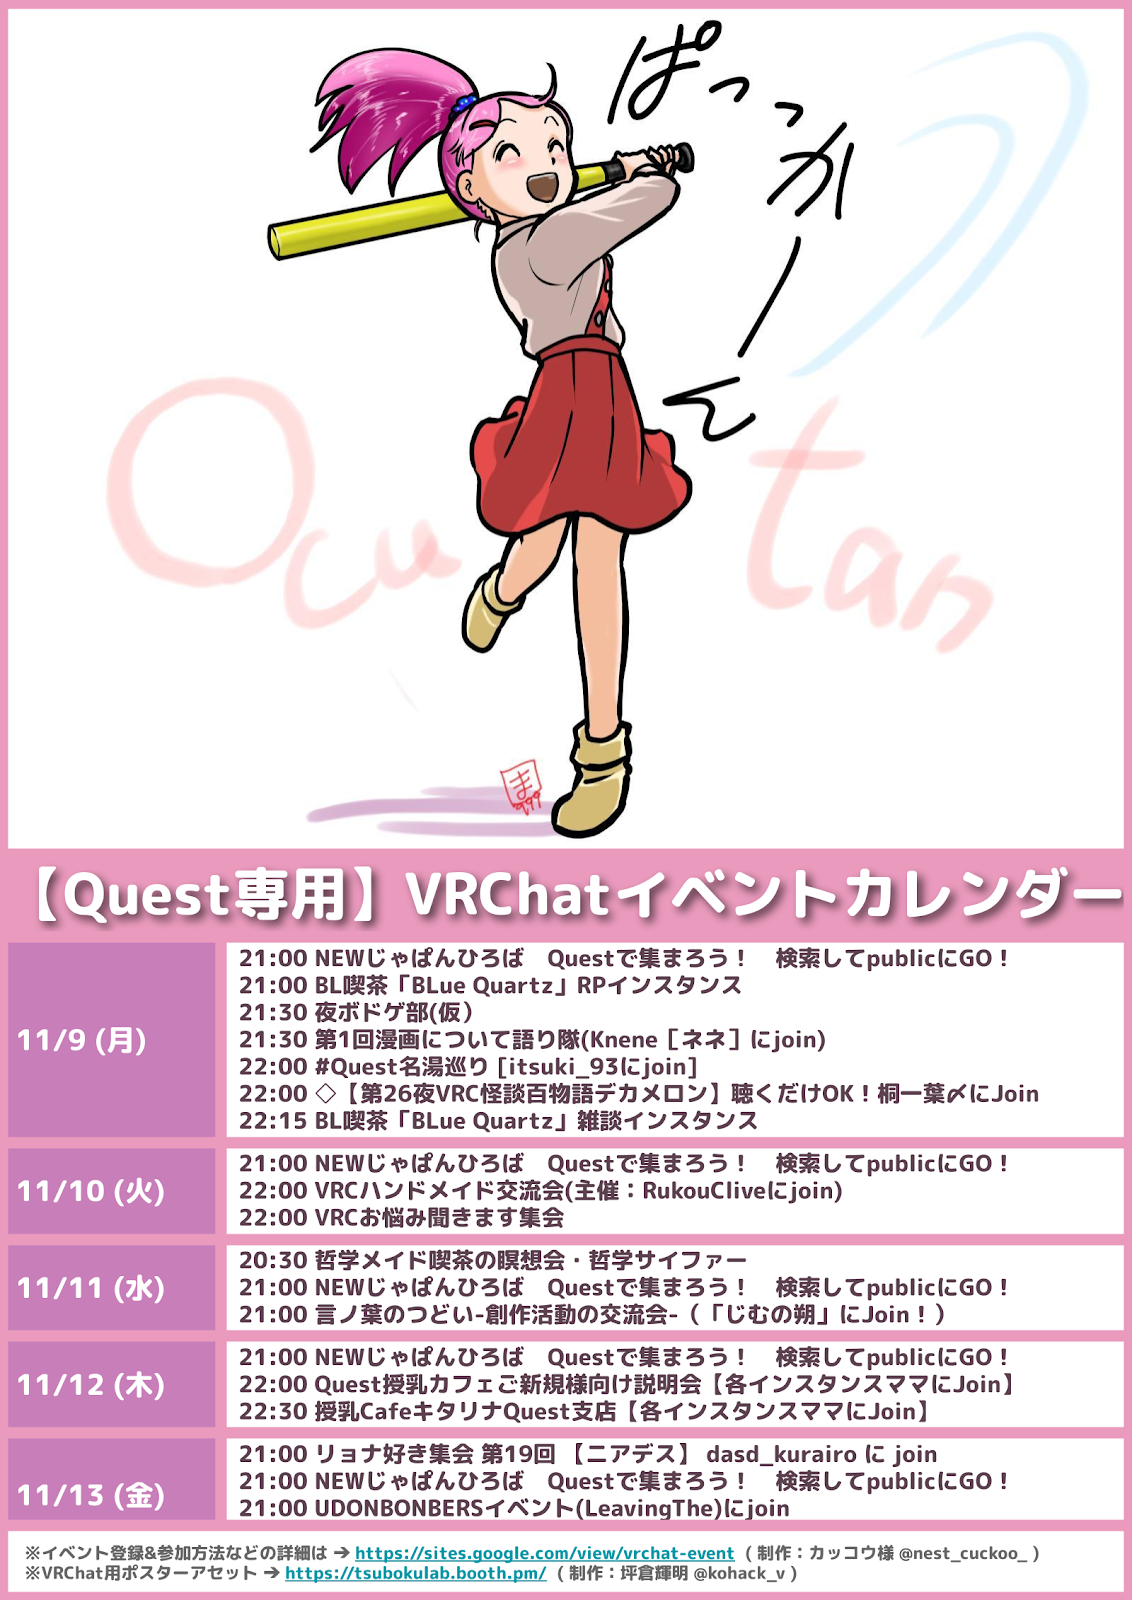 ぱっっかーん
Ocu tan
ま
999
【Quest専用】VRChatイベントカレンダー
11/9 (月)
21:00 NEWじゃぱんひろば　Questで集まろう！　検索してpublicにGO！
21:00 BL喫茶「BLue Quartz」RPインスタンス
21:30 夜ボドゲ部(仮）
21:30 第1回漫画について語り隊(Knene［ネネ］にjoin)
22:00 #Quest名湯巡り [itsuki_93にjoin]
22:00 ◇【第26夜VRC怪談百物語デカメロン】聴くだけOK！桐一葉〆にJoin
22:15 BL喫茶「BLue Quartz」雑談インスタンス
11/10 (火)
21:00 NEWじゃぱんひろば　Questで集まろう！　検索してpublicにGO！
22:00 VRCハンドメイド交流会(主催：RukouCliveにjoin)
22:00 VRCお悩み聞きます集会
11/11 (水)
20:30 哲学メイド喫茶の瞑想会・哲学サイファー
21:00 NEWじゃぱんひろば　Questで集まろう！　検索してpublicにGO！
21:00 言ノ葉のつどい-創作活動の交流会-（「じむの朔」にJoin！）
11/12 (木)
21:00 NEWじゃぱんひろば　Questで集まろう！　検索してpublicにGO！
22:00 Quest授乳カフェご新規様向け説明会【各インスタンスママにJoin】
22:30 授乳CafeキタリナQuest支店【各インスタンスママにJoin】
11/13 (金)
21:00 リョナ好き集会 第19回 【ニアデス】 dasd_kurairo に join
21:00 NEWじゃぱんひろば　Questで集まろう！　検索してpublicにGO！
21:00 UDONBONBERSイベント(LeavingThe)にjoin
※イベント登録&参加方法などの詳細は ➔ https://sites.google.com/view/vrchat-event （ 制作：カッコウ様 @nest_cuckoo_ ）
※VRChat用ポスターアセット ➔ https://tsubokulab.booth.pm/ （ 制作：坪倉輝明 @kohack_v ）